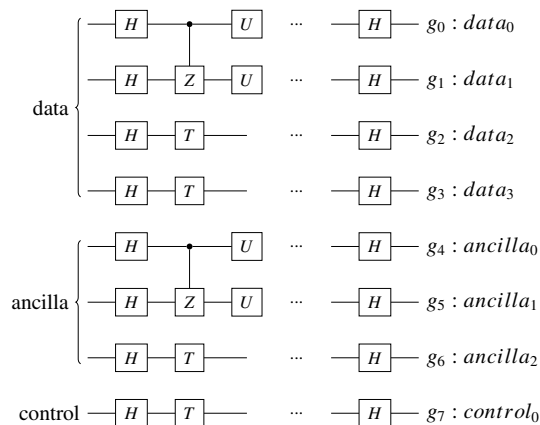 H U ... H g₀ : data₀
H Z U ... H g₁ : data₁
data
H T ... H g₂ : data₂
H T ... H g₃ : data₃
H U ... H g₄ : ancilla₀
ancilla H Z U ... H g₅ : ancilla₁
H T ... H g₆ : ancilla₂
control H T ... H g₇ : control₀